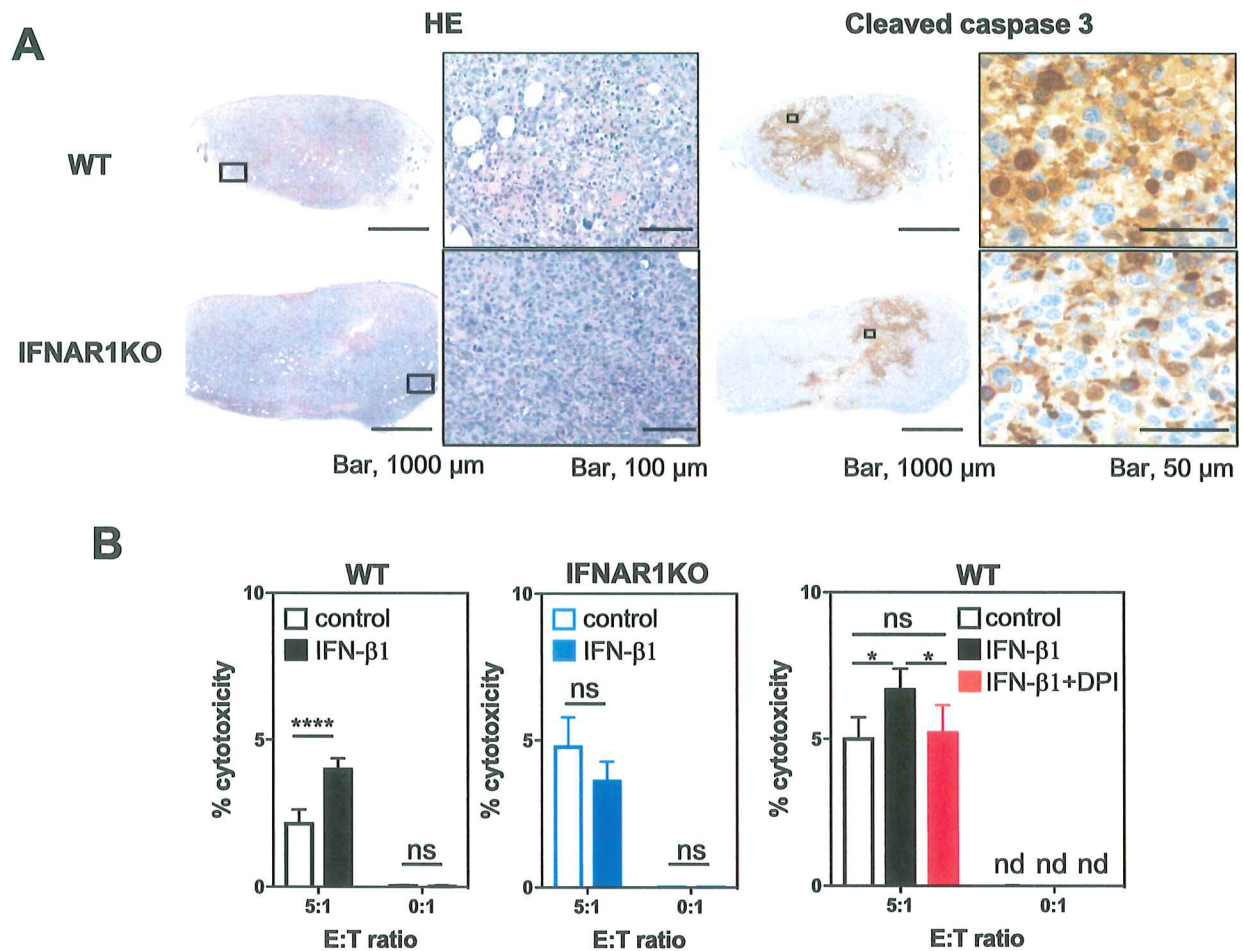 A
HE
Cleaved caspase 3
WT
IFNAR1KO
Bar, 1000 µm
Bar, 100 µm
Bar, 1000 µm
Bar, 50 µm
B
WT
control
IFN-β1
****
ns
% cytotoxicity
10
5
0
5:1
0:1
E:T ratio
IFNAR1KO
control
IFN-β1
ns
ns
% cytotoxicity
10
5
0
5:1
0:1
E:T ratio
WT
control
IFN-β1
IFN-β1+DPI
ns
*
*
nd nd nd
% cytotoxicity
10
5
0
5:1
0:1
E:T ratio